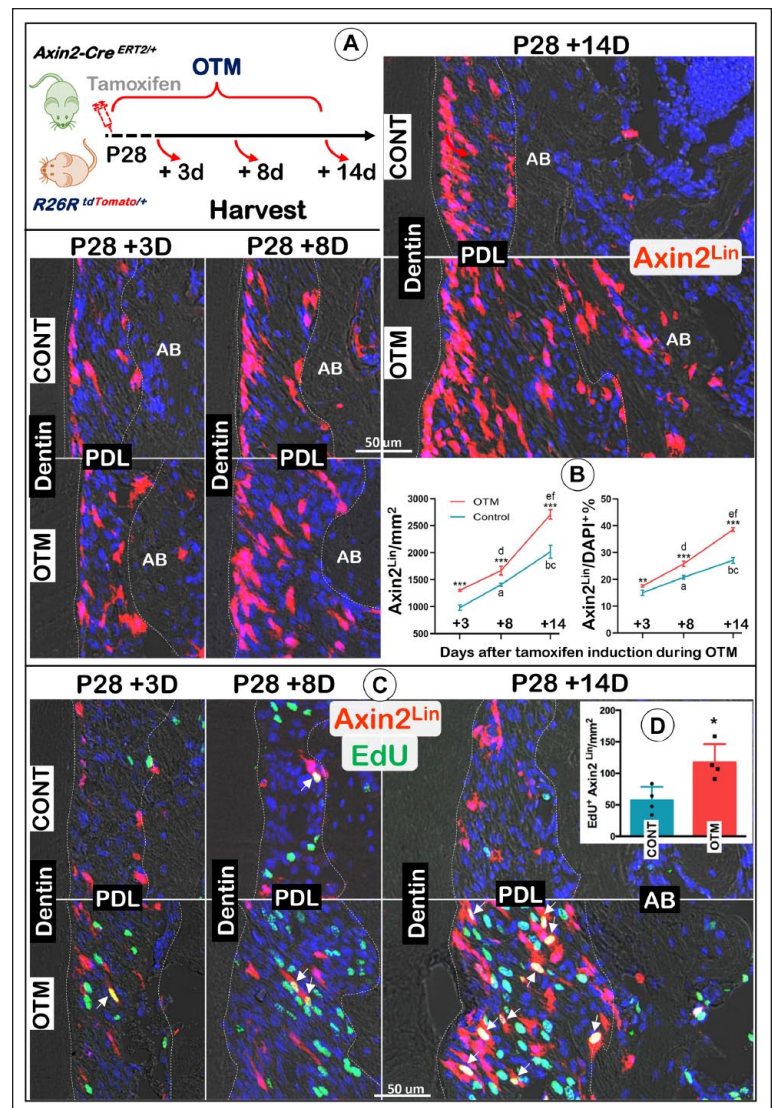 A
Axin2-Cre ERT2/+
Tamoxifen
OTM
P28
+ 3d
+ 8d
+ 14d
R26R tdTomato/+
Harvest
P28 +14D
CONT
AB
Dentin
PDL
Axin2Lin
OTM
AB
P28 +3D
P28 +8D
CONT
AB
AB
Dentin
PDL
Dentin
PDL
50 um
OTM
AB
AB
B
3000
2500
2000
1500
1000
500
Axin2Lin/mm2
OTM
Control
***
d
***
ef
***
a
bc
+3
+8
+14
50
40
30
20
10
0
Axin2Lin/DAPI+ %
**
d
***
ef
***
a
bc
+3
+8
+14
Days after tamoxifen induction during OTM
P28 +3D
P28 +8D
C
P28 +14D
Axin2Lin
EdU
CONT
D
200
150
100
50
0
EdU+ Axin2 Lin/mm2
*
CONT
OTM
Dentin
PDL
Dentin
PDL
Dentin
PDL
AB
OTM
50 um